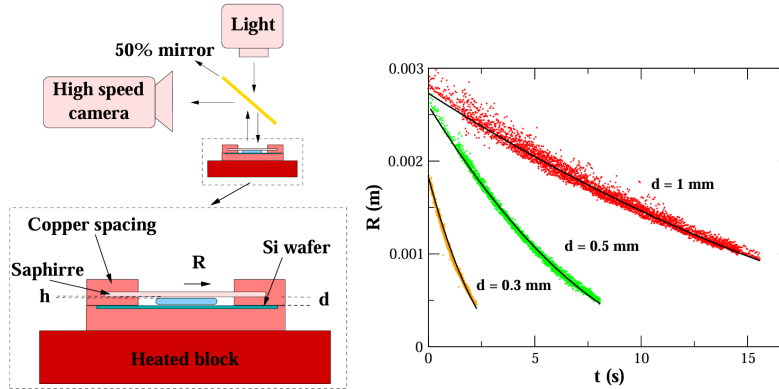 Light
50% mirror
High speed
camera
Copper spacing
Si wafer
Saphirre
R
h
d
Heated block
0.003
0.002
0.001
0
R (m)
d = 1 mm
d = 0.5 mm
d = 0.3 mm
0
5
10
15
t (s)